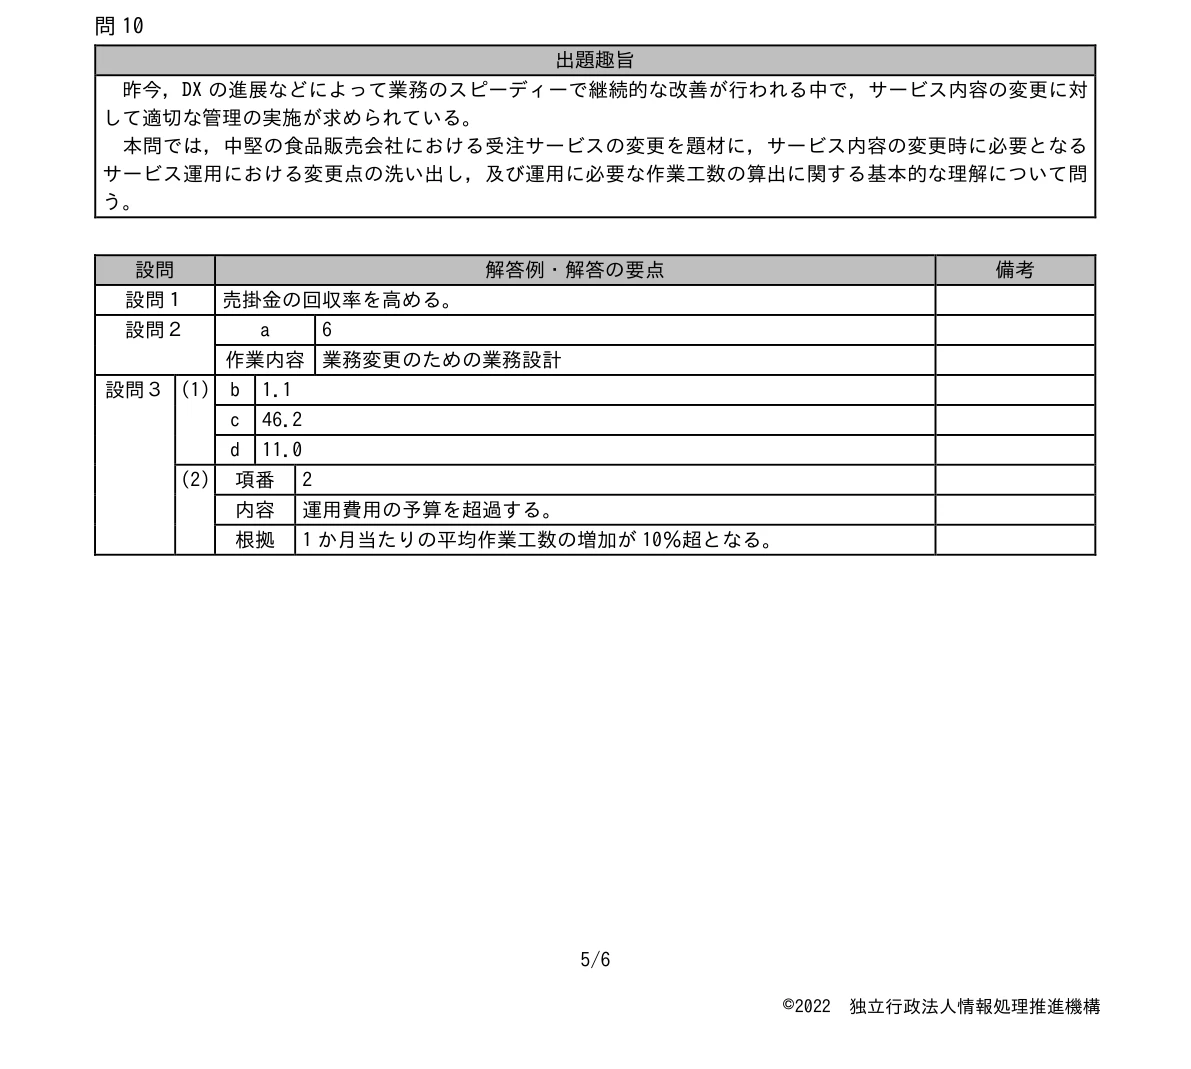 問 10
出題趣旨
昨今，DX の進展などによって業務のスピーディーで継続的な改善が行われる中で，サービス内容の変更に対
して適切な管理の実施が求められている。
本問では，中堅の食品販売会社における受注サービスの変更を題材に，サービス内容の変更時に必要となる
サービス運用における変更点の洗い出し，及び運用に必要な作業工数の算出に関する基本的な理解について問
う。
設問 解答例・解答の要点 備考
設問１ 売掛金の回収率を高める。
設問２ a 6
作業内容 業務変更のための業務設計
設問３ (1) b 1.1
c 46.2
d 11.0
(2) 項番 2
内容 運用費用の予算を超過する。
根拠 1 か月当たりの平均作業工数の増加が 10％超となる。
5/6
©2022 独立行政法人情報処理推進機構